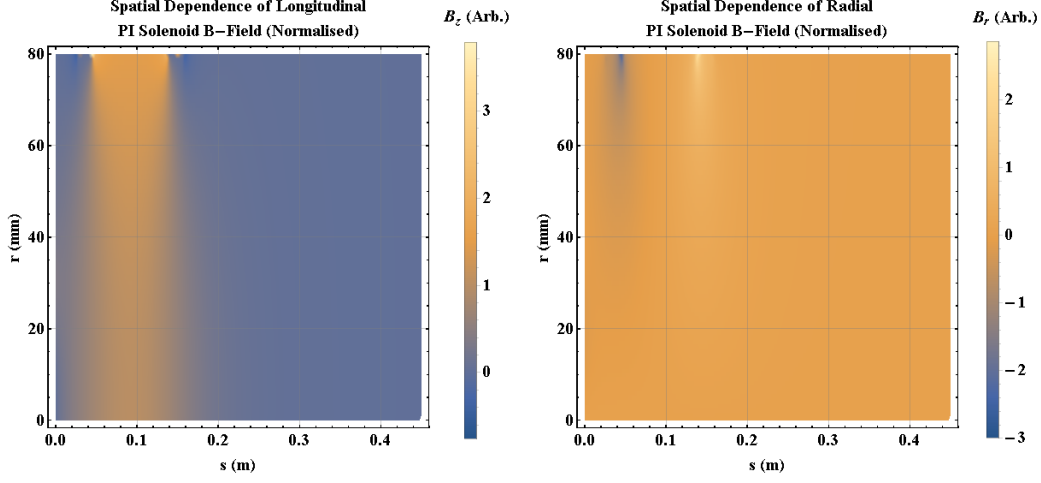 Spatial Dependence of Longitudinal
PI Solenoid B−Field (Normalised)
B_z (Arb.)
80
60
40
20
0
r (mm)
0.0 0.1 0.2 0.3 0.4
s (m)
3
2
1
0
Spatial Dependence of Radial
PI Solenoid B−Field (Normalised)
B_r (Arb.)
80
60
40
20
0
r (mm)
0.0 0.1 0.2 0.3 0.4
s (m)
2
1
0
−1
−2
−3